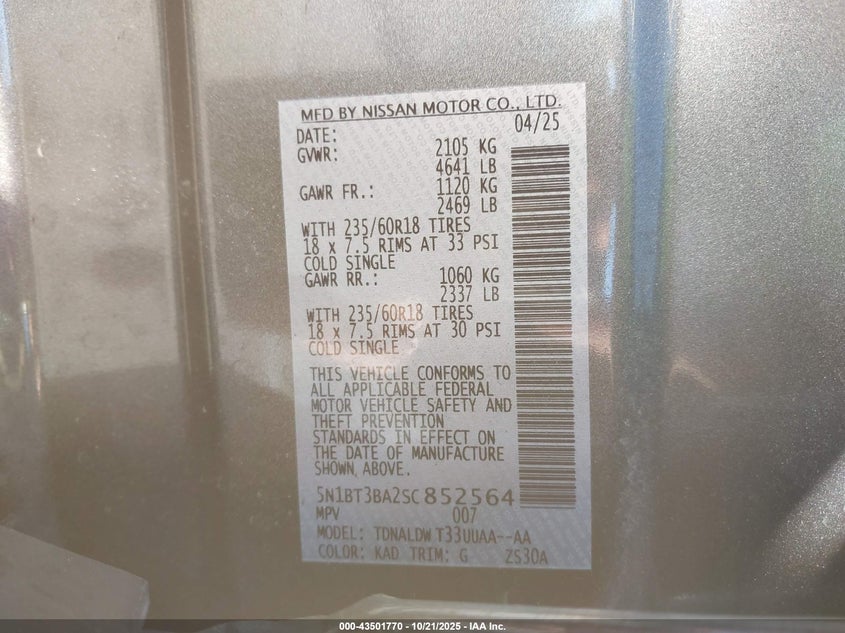 MFD BY NISSAN MOTOR CO., LTD.
DATE: 04/25
GVWR: 2105 KG
4641 LB
GAWR FR.: 1120 KG
2469 LB
WITH 235/60R18 TIRES
18 x 7.5 RIMS AT 33 PSI
COLD SINGLE
GAWR RR.: 1060 KG
2337 LB
WITH 235/60R18 TIRES
18 x 7.5 RIMS AT 30 PSI
COLD SINGLE
THIS VEHICLE CONFORMS TO
ALL APPLICABLE FEDERAL
MOTOR VEHICLE SAFETY AND
THEFT PREVENTION
STANDARDS IN EFFECT ON
THE DATE OF MANUFACTURE
SHOWN ABOVE.
5N1BT3BA2SC852564
MPV 007
MODEL: TDNALDW T33UUAA--AA
COLOR: KAD TRIM: G ZS30A
000-43501770 - 10/21/2025 - IAA Inc.